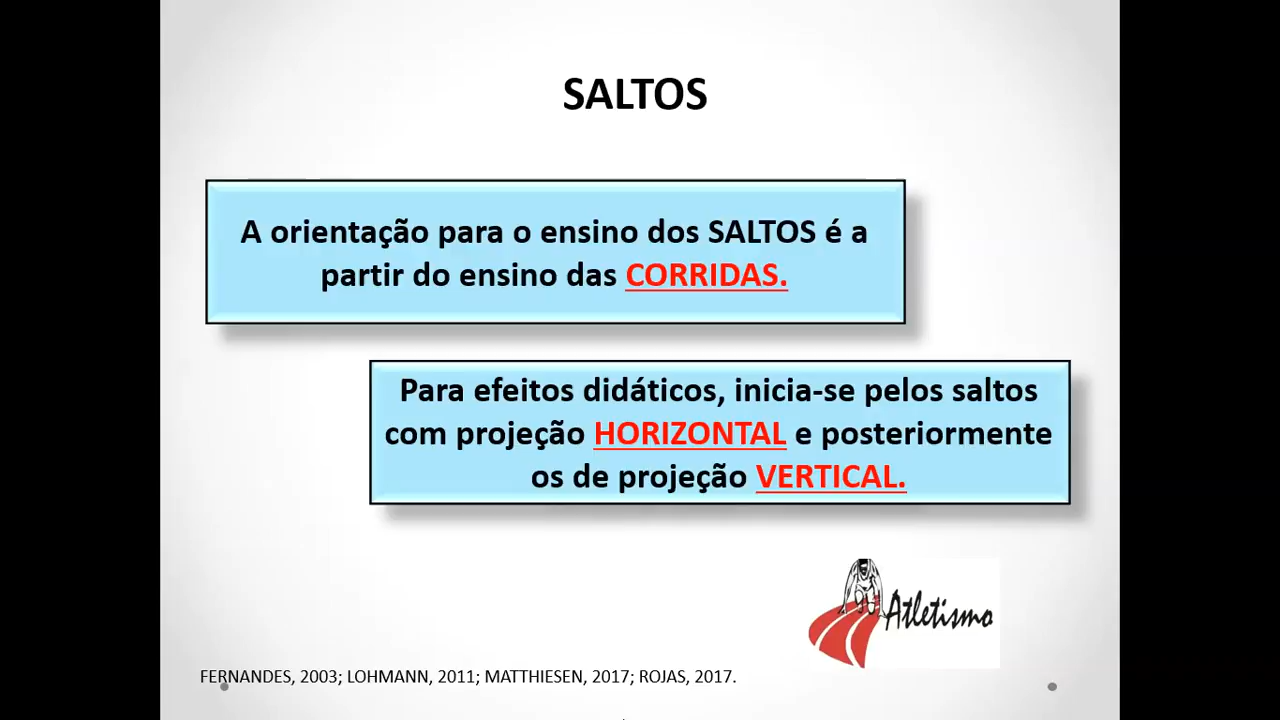 SALTOS
A orientação para o ensino dos SALTOS é a
partir do ensino das CORRIDAS.
Para efeitos didáticos, inicia-se pelos saltos
com projeção HORIZONTAL e posteriormente
os de projeção VERTICAL.
Atletismo
FERNANDES, 2003; LOHMANN, 2011; MATTHIESEN, 2017; ROJAS, 2017.